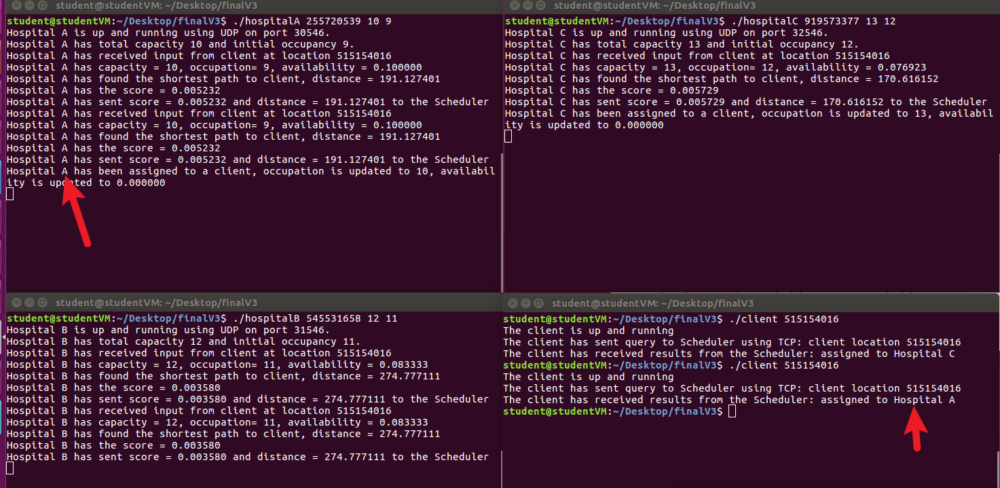 student@studentVM: ~/Desktop/finalV3
student@studentVM:~/Desktop/finalV3$ ./hospitalA 255720539 10 9
Hospital A is up and running using UDP on port 30546.
Hospital A has total capacity 10 and initial occupancy 9.
Hospital A has received input from client at location 515154016
Hospital A has capacity = 10, occupation= 9, availability = 0.100000
Hospital A has found the shortest path to client, distance = 191.127401
Hospital A has the score = 0.005232
Hospital A has sent score = 0.005232 and distance = 191.127401 to the Scheduler
Hospital A has received input from client at location 515154016
Hospital A has capacity = 10, occupation= 9, availability = 0.100000
Hospital A has found the shortest path to client, distance = 191.127401
Hospital A has the score = 0.005232
Hospital A has sent score = 0.005232 and distance = 191.127401 to the Scheduler
Hospital A has been assigned to a client, occupation is updated to 10, availabil
ity is updated to 0.000000
student@studentVM: ~/Desktop/finalV3
student@studentVM:~/Desktop/finalV3$ ./hospitalC 919573377 13 12
Hospital C is up and running using UDP on port 32546.
Hospital C has total capacity 13 and initial occupancy 12.
Hospital C has received input from client at location 515154016
Hospital C has capacity = 13, occupation= 12, availability = 0.076923
Hospital C has found the shortest path to client, distance = 170.616152
Hospital C has the score = 0.005729
Hospital C has sent score = 0.005729 and distance = 170.616152 to the Scheduler
Hospital C has been assigned to a client, occupation is updated to 13, availabil
ity is updated to 0.000000
student@studentVM: ~/Desktop/finalV3
student@studentVM:~/Desktop/finalV3$ ./hospitalB 545531658 12 11
Hospital B is up and running using UDP on port 31546.
Hospital B has total capacity 12 and initial occupancy 11.
Hospital B has received input from client at location 515154016
Hospital B has capacity = 12, occupation= 11, availability = 0.083333
Hospital B has found the shortest path to client, distance = 274.777111
Hospital B has the score = 0.003580
Hospital B has sent score = 0.003580 and distance = 274.777111 to the Scheduler
Hospital B has received input from client at location 515154016
Hospital B has capacity = 12, occupation= 11, availability = 0.083333
Hospital B has found the shortest path to client, distance = 274.777111
Hospital B has the score = 0.003580
Hospital B has sent score = 0.003580 and distance = 274.777111 to the Scheduler
student@studentVM: ~/Desktop/finalV3
student@studentVM:~/Desktop/finalV3$ ./client 515154016
The client is up and running
The client has sent query to Scheduler using TCP: client location 515154016
The client has received results from the Scheduler: assigned to Hospital C
student@studentVM:~/Desktop/finalV3$ ./client 515154016
The client is up and running
The client has sent query to Scheduler using TCP: client location 515154016
The client has received results from the Scheduler: assigned to Hospital A
student@studentVM:~/Desktop/finalV3$